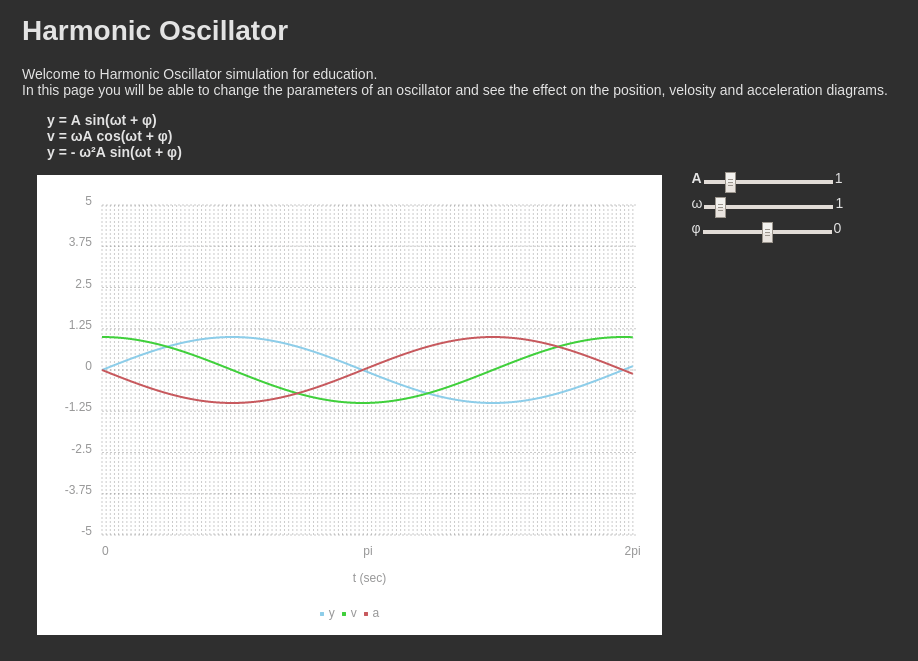 Harmonic Oscillator
Welcome to Harmonic Oscillator simulation for education.
In this page you will be able to change the parameters of an oscillator and see the effect on the position, velosity and acceleration diagrams.
y = A sin(ωt + φ)
v = ωA cos(ωt + φ)
y = - ω²A sin(ωt + φ)
A 1
ω 1
φ 0
5
3.75
2.5
1.25
0
-1.25
-2.5
-3.75
-5
0 pi 2pi
t (sec)
y v a